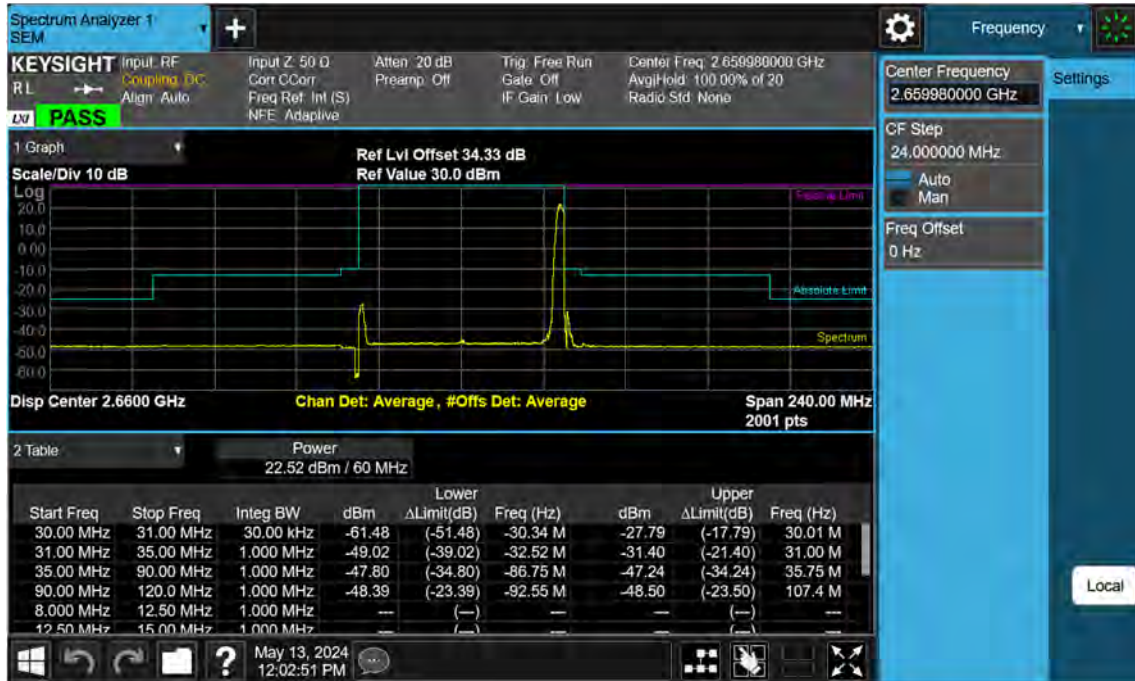 Spectrum Analyzer 1
SEM
+
Frequency
KEYSIGHT
RL
LXI
PASS
Input: RF
Coupling: DC
Align: Auto
Input Z: 50 Ω
Corr CCorr
Freq Ref: Int (S)
NFE: Adaptive
Atten: 20 dB
Preamp: Off
Trig: Free Run
Gate: Off
IF Gain: Low
Center Freq: 2.659980000 GHz
Avg|Hold: 100.00% of 20
Radio Std: None
Center Frequency
2.659980000 GHz
Settings
CF Step
24.000000 MHz
Auto
Man
Freq Offset
0 Hz
Local
1 Graph
Scale/Div 10 dB
Ref Lvl Offset 34.33 dB
Ref Value 30.0 dBm
Log
20.0
10.0
0.00
-10.0
-20.0
-30.0
-40.0
-50.0
-60.0
Absolute Limit
Spectrum
Disp Center 2.6600 GHz
Chan Det: Average, #Offs Det: Average
Span 240.00 MHz
2001 pts
2 Table
Power
22.52 dBm / 60 MHz
Lower Upper
Start Freq Stop Freq Integ BW dBm ΔLimit(dB) Freq (Hz) dBm ΔLimit(dB) Freq (Hz)
30.00 MHz 31.00 MHz 30.00 kHz -61.48 (-51.48) -30.34 M -27.79 (-17.79) 30.01 M
31.00 MHz 35.00 MHz 1.000 MHz -49.02 (-39.02) -32.52 M -31.40 (-21.40) 31.00 M
35.00 MHz 90.00 MHz 1.000 MHz -47.80 (-34.80) -86.75 M -47.24 (-34.24) 35.75 M
90.00 MHz 120.0 MHz 1.000 MHz -48.39 (-23.39) -92.55 M -48.50 (-23.50) 107.4 M
8.000 MHz 12.50 MHz 1.000 MHz --- (---) --- --- (---) ---
12.50 MHz 15.00 MHz 1.000 MHz --- (---) --- --- (---) ---
?
May 13, 2024
12:02:51 PM